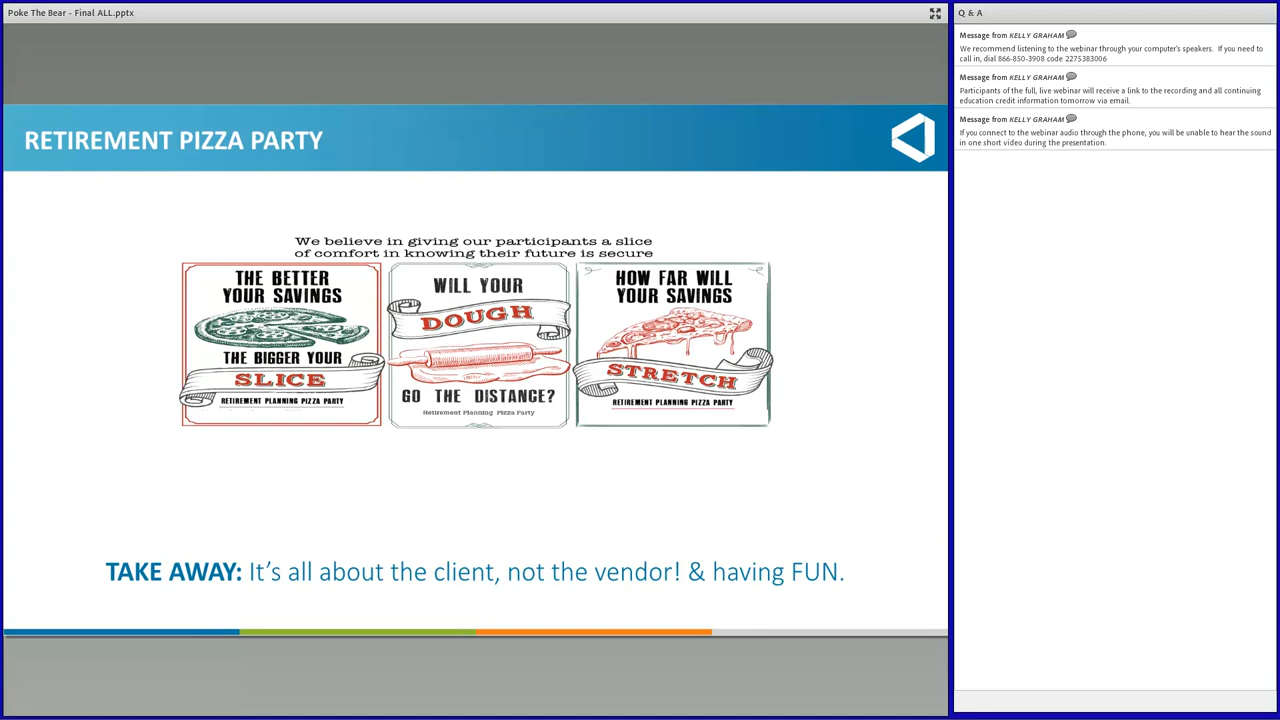 Poke The Bear - Final ALL.pptx
RETIREMENT PIZZA PARTY
We believe in giving our participants a slice
of comfort in knowing their future is secure
THE BETTER
YOUR SAVINGS
THE BIGGER YOUR
SLICE
RETIREMENT PLANNING PIZZA PARTY
WILL YOUR
DOUGH
GO THE DISTANCE?
Retirement Planning Pizza Party
HOW FAR WILL
YOUR SAVINGS
STRETCH
RETIREMENT PLANNING PIZZA PARTY
TAKE AWAY: It's all about the client, not the vendor! & having FUN.
Q & A
Message from KELLY GRAHAM
We recommend listening to the webinar through your computer's speakers. If you need to
call in, dial 866-850-3908 code 2275383006
Message from KELLY GRAHAM
Participants of the full, live webinar will receive a link to the recording and all continuing
education credit information tomorrow via email.
Message from KELLY GRAHAM
If you connect to the webinar audio through the phone, you will be unable to hear the sound
in one short video during the presentation.